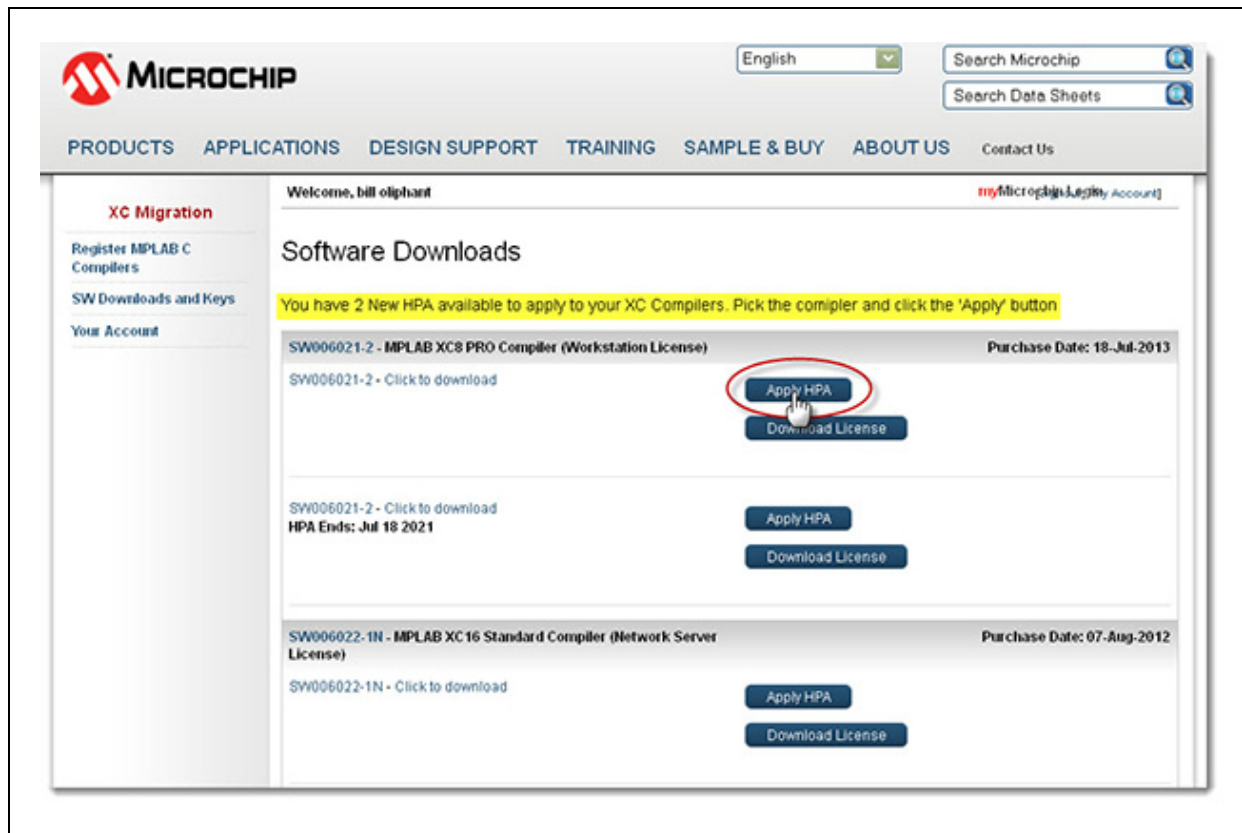 MICROCHIP
English
Search Microchip
Search Data Sheets
PRODUCTS APPLICATIONS DESIGN SUPPORT TRAINING SAMPLE & BUY ABOUT US Contact Us
XC Migration
Register MPLAB C
Compilers
SW Downloads and Keys
Your Account
Welcome, bill oliphant
myMicrochip Login My Account]
Software Downloads
You have 2 New HPA available to apply to your XC Compilers. Pick the comipler and click the 'Apply' button
SW006021-2 - MPLAB XC8 PRO Compiler (Workstation License)
Purchase Date: 18-Jul-2013
SW006021-2 - Click to download
Apply HPA
Download License
SW006021-2 - Click to download
HPA Ends: Jul 18 2021
Apply HPA
Download License
SW006022-1N - MPLAB XC16 Standard Compiler (Network Server
License)
Purchase Date: 07-Aug-2012
SW006022-1N - Click to download
Apply HPA
Download License